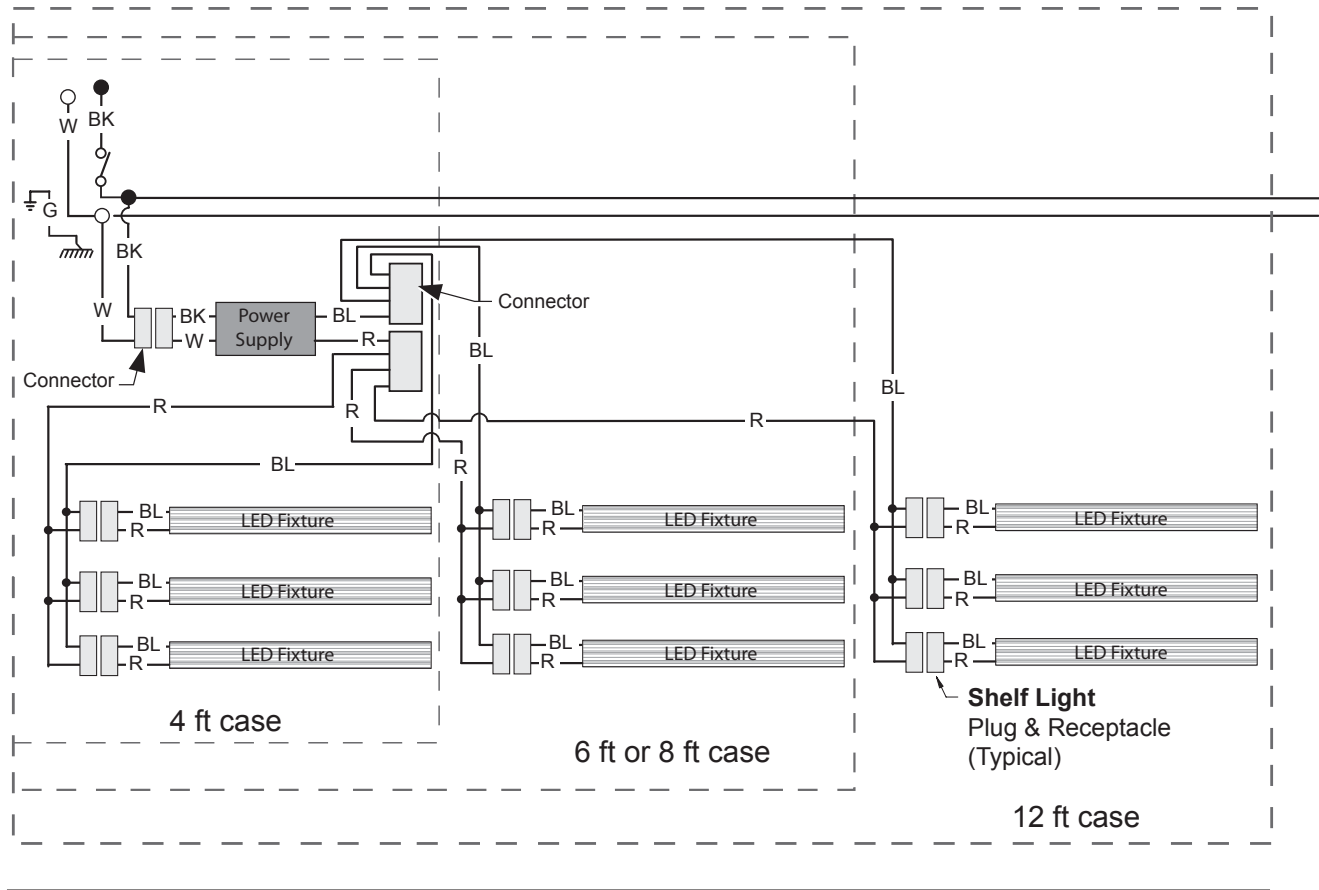 W
BK
G
BK
W
BK
W
Power
Supply
BL
R
Connector
Connector
BL
BL
R
R
R
BL
R
BL
R
LED Fixture
BL
R
LED Fixture
BL
R
LED Fixture
BL
R
LED Fixture
BL
R
LED Fixture
BL
R
LED Fixture
BL
R
LED Fixture
BL
R
LED Fixture
BL
R
LED Fixture
4 ft case
6 ft or 8 ft case
Shelf Light
Plug & Receptacle
(Typical)
12 ft case